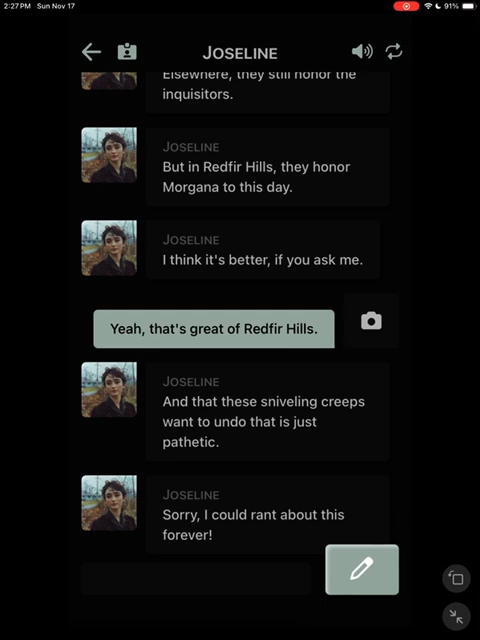 2:27 PM Sun Nov 17
91%
JOSELINE
Elsewhere, they still honor the
inquisitors.
JOSELINE
But in Redfir Hills, they honor
Morgana to this day.
JOSELINE
I think it's better, if you ask me.
Yeah, that's great of Redfir Hills.
JOSELINE
And that these sniveling creeps
want to undo that is just
pathetic.
JOSELINE
Sorry, I could rant about this
forever!